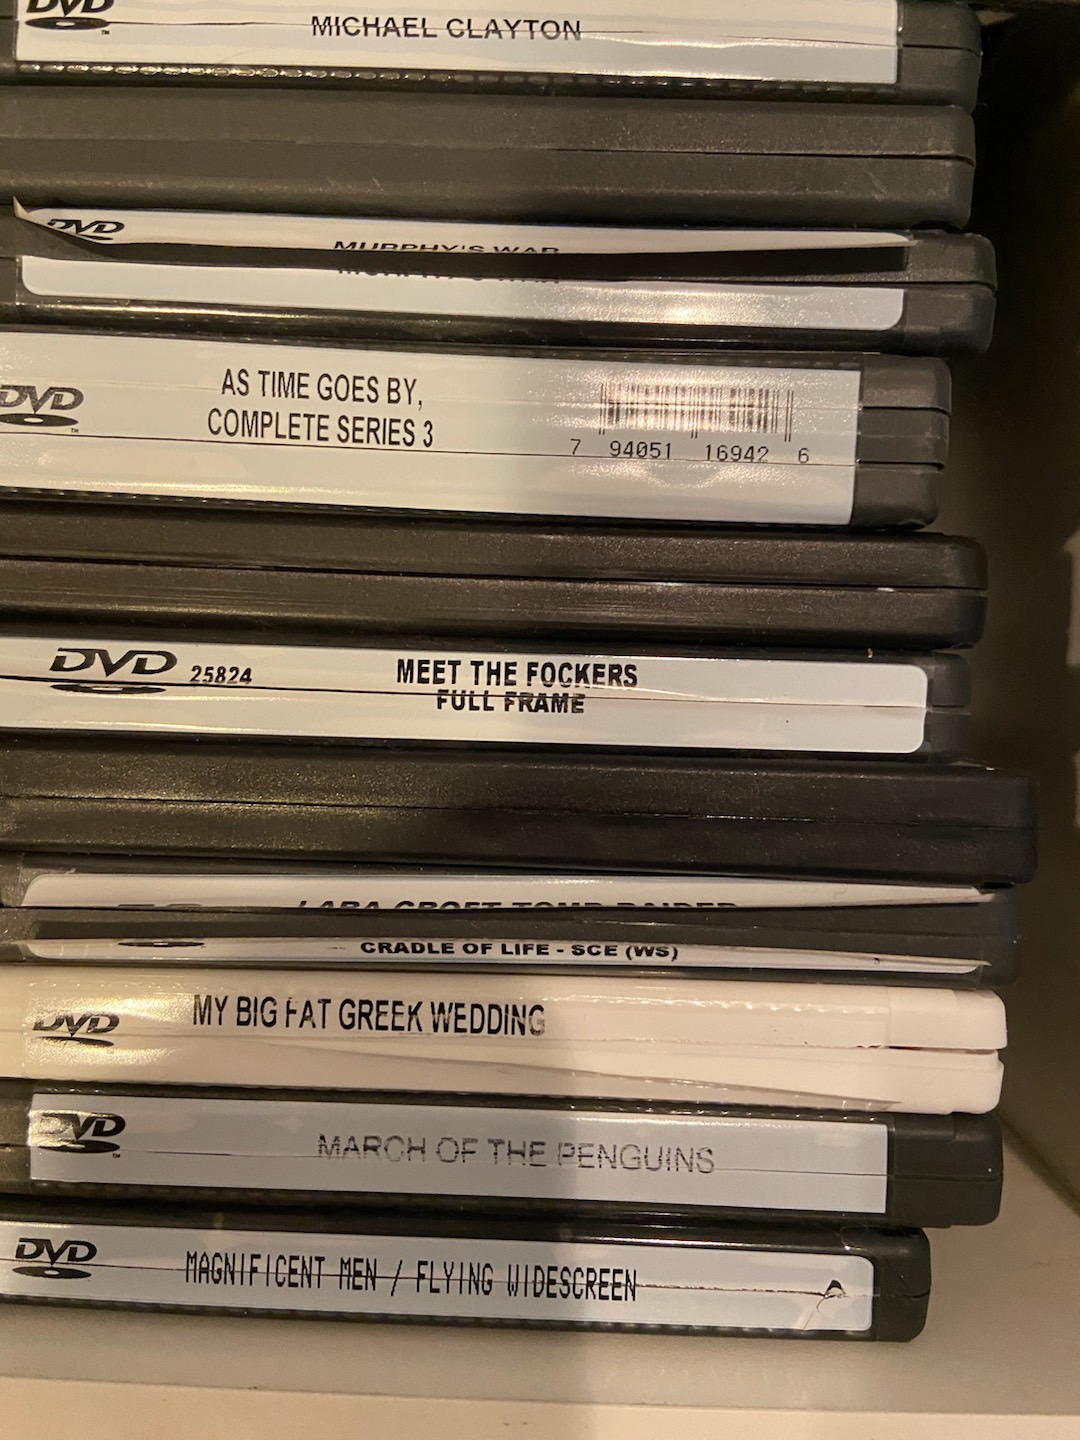 DVD
MICHAEL CLAYTON
DVD
MURPHY'S WAR
DVD
AS TIME GOES BY,
COMPLETE SERIES 3
7 94051 16942 6
DVD 25824
MEET THE FOCKERS
FULL FRAME
LARA CROFT TOMB RAIDER
CRADLE OF LIFE - SCE (WS)
DVD
MY BIG FAT GREEK WEDDING
DVD
MARCH OF THE PENGUINS
DVD
MAGNIFICENT MEN / FLYING WIDESCREEN